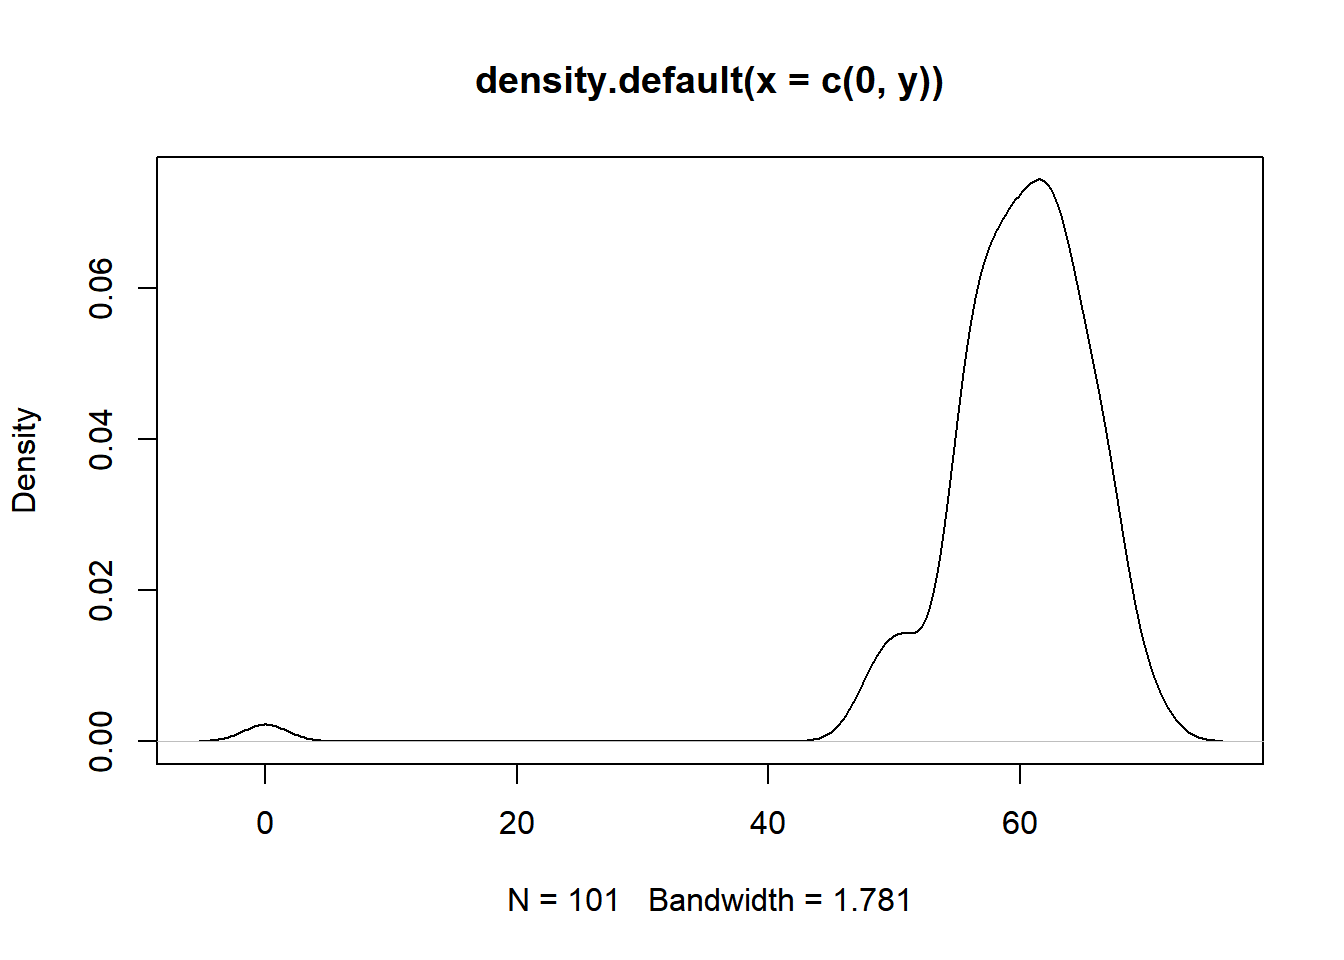 density.default(x = c(0, y))
Density
0.06
0.04
0.02
0.00
0 20 40 60
N = 101   Bandwidth = 1.781